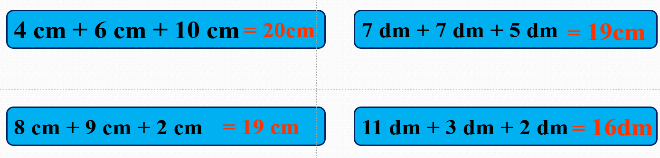 4 cm + 6 cm + 10 cm = 20cm
7 dm + 7 dm + 5 dm = 19cm
8 cm + 9 cm + 2 cm = 19 cm
11 dm + 3 dm + 2 dm = 16dm